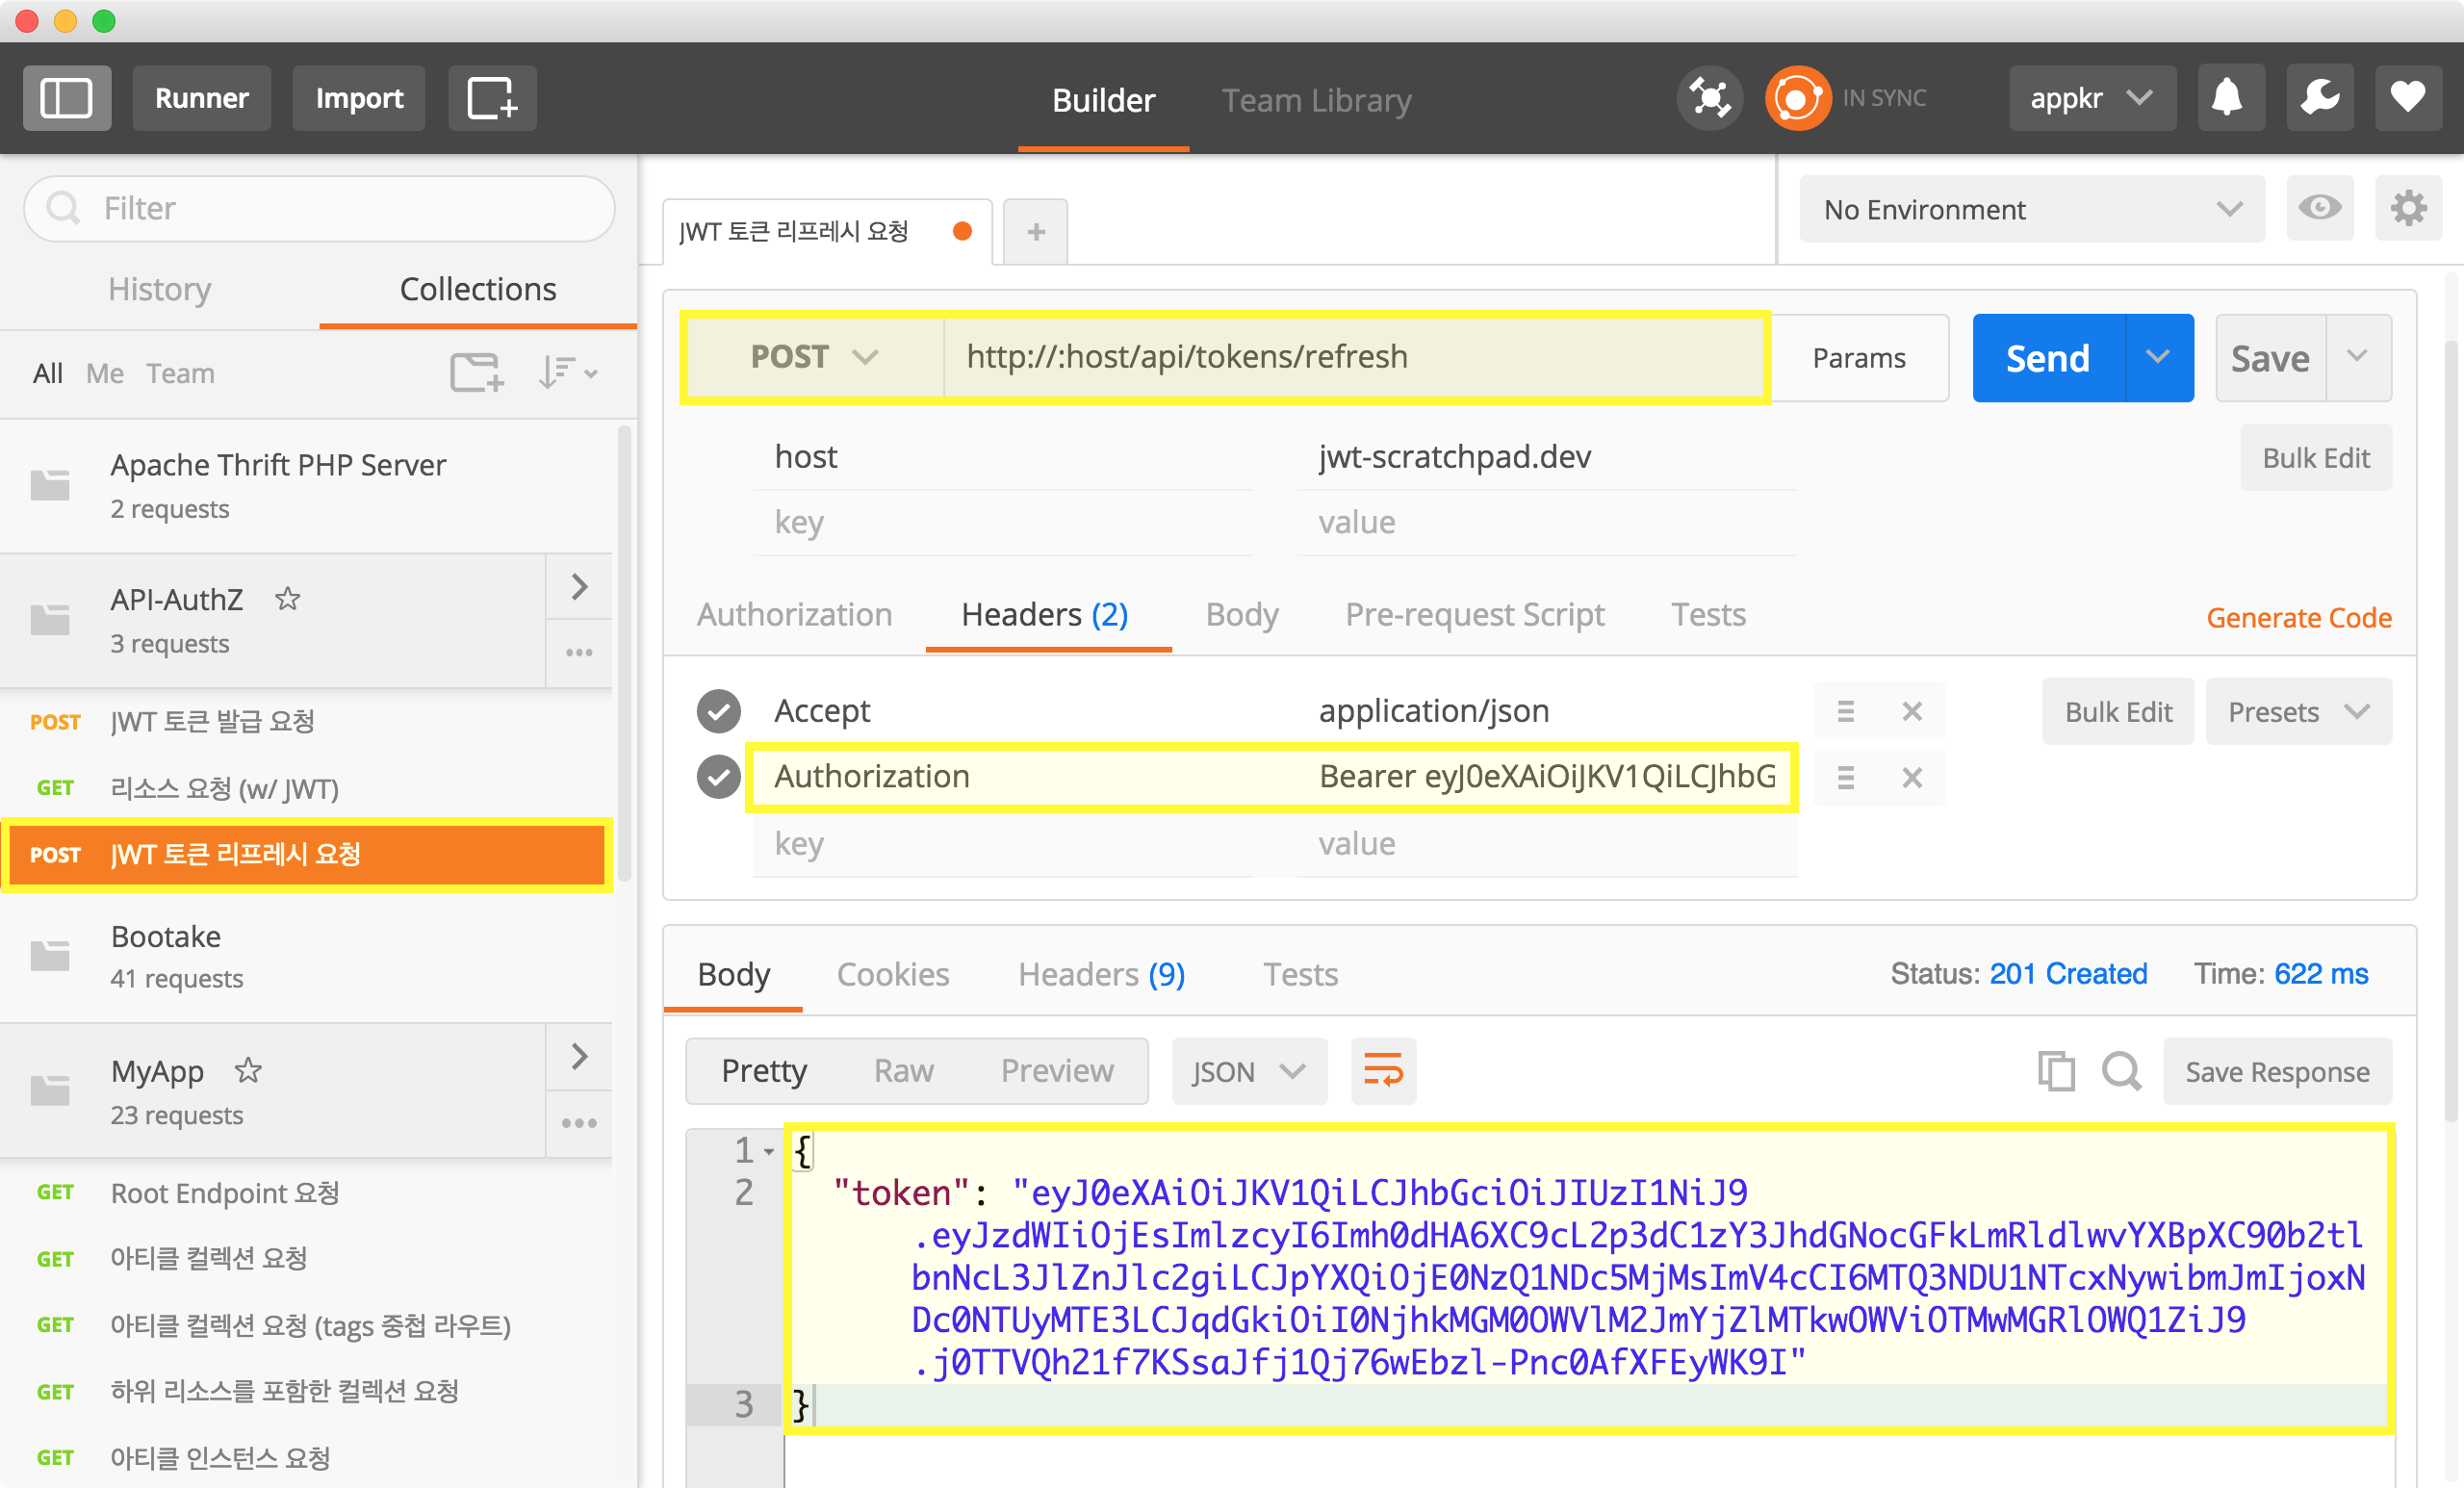 Runner
Import
Builder
Team Library
IN SYNC
appkr
Filter
History
Collections
All Me Team
Apache Thrift PHP Server
2 requests
API-AuthZ
3 requests
POST JWT 토큰 발급 요청
GET 리소스 요청 (w/ JWT)
POST JWT 토큰 리프레시 요청
Bootake
41 requests
MyApp
23 requests
GET Root Endpoint 요청
GET 아티클 컬렉션 요청
GET 아티클 컬렉션 요청 (tags 중첩 라우트)
GET 하위 리소스를 포함한 컬렉션 요청
GET 아티클 인스턴스 요청
JWT 토큰 리프레시 요청
+
No Environment
POST http://:host/api/tokens/refresh
Params
Send
Save
host jwt-scratchpad.dev
Bulk Edit
key value
Authorization Headers (2) Body Pre-request Script Tests
Generate Code
Accept application/json
Bulk Edit Presets
Authorization Bearer eyJ0eXAiOiJKV1QiLCJhbG
key value
Body Cookies Headers (9) Tests
Status: 201 Created Time: 622 ms
Pretty Raw Preview JSON
Save Response
1 {
2 "token": "eyJ0eXAiOiJKV1QiLCJhbGciOiJIUzI1NiJ9
.eyJzdWIiOjEsImlzcyI6Imh0dHA6XC9cL2p3dC1zY3JhdGNocGFkLmRldlwvYXBpXC90b2tl
bnNcL3JlZnJlc2giLCJpYXQiOjE0NzQ1NDc5MjMsImV4cCI6MTQ3NDU1NTcxNywibmJmIjoxN
Dc0NTUyMTE3LCJqdGkiOiI0NjhkMGM0OWVlM2JmYjZlMTkwOWViOTMwMGRlOWQ1ZiJ9
.j0TTVQh21f7KSsaJfj1Qj76wEbzl-Pnc0AfXFEyWK9I"
3 }